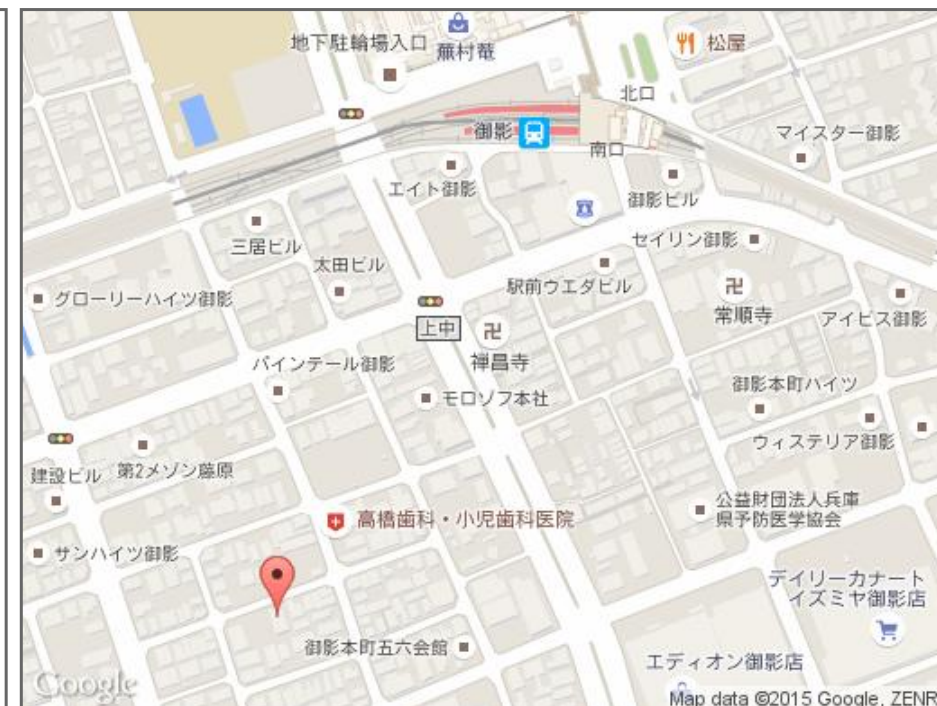 地下駐輪場入口
蕪村菴
松屋
北口
御影
南口
マイスター御影
エイト御影
御影ビル
三居ビル
セイリン御影
太田ビル
駅前ウエダビル
グローリーハイツ御影
常順寺
アイビス御影
上中
禅昌寺
パインテール御影
モロゾフ本社
御影本町ハイツ
ウィステリア御影
建設ビル
第2メゾン藤原
公益財団法人兵庫
県予防医学協会
高橋歯科・小児歯科医院
サンハイツ御影
デイリーカナート
イズミヤ御影店
御影本町五六会館
エディオン御影店
Google
Map data ©2015 Google, ZENR